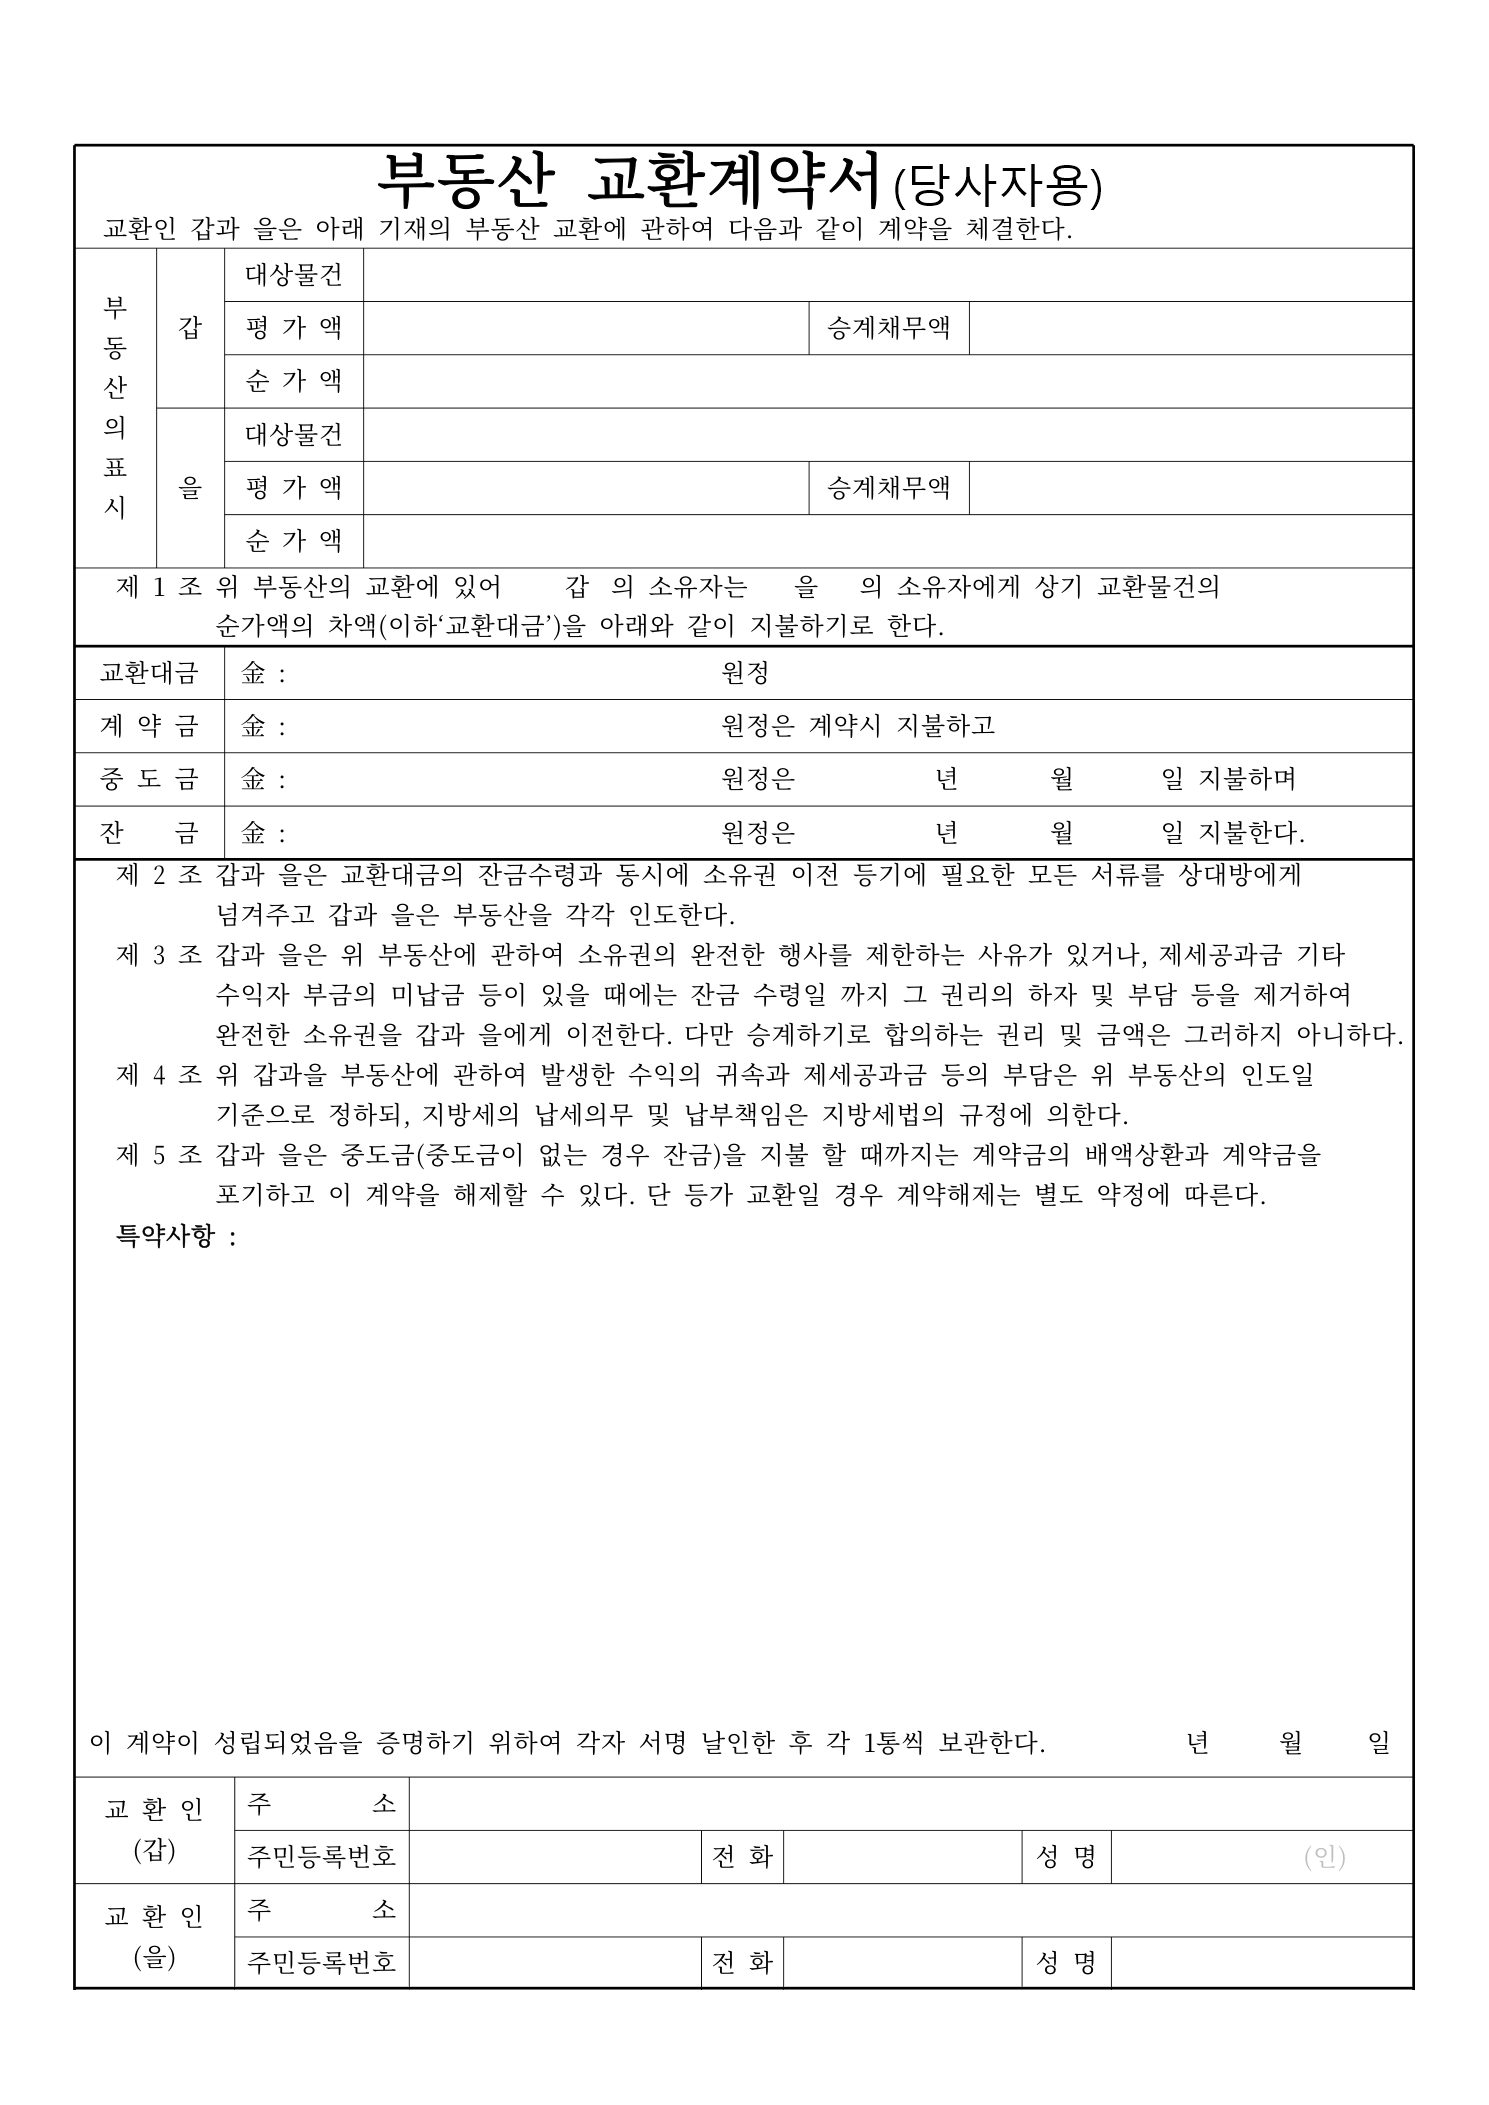 부동산 교환계약서(당사자용)
교환인 갑과 을은 아래 기재의 부동산 교환에 관하여 다음과 같이 계약을 체결한다.
부동산의표시
갑
대상물건
평 가 액 승계채무액
순 가 액
을
대상물건
평 가 액 승계채무액
순 가 액
제 1 조 위 부동산의 교환에 있어 갑 의 소유자는 을 의 소유자에게 상기 교환물건의
순가액의 차액(이하‘교환대금’)을 아래와 같이 지불하기로 한다.
교환대금 金 : 원정
계 약 금 金 : 원정은 계약시 지불하고
중 도 금 金 : 원정은 년 월 일 지불하며
잔 금 金 : 원정은 년 월 일 지불한다.
제 2 조 갑과 을은 교환대금의 잔금수령과 동시에 소유권 이전 등기에 필요한 모든 서류를 상대방에게
넘겨주고 갑과 을은 부동산을 각각 인도한다.
제 3 조 갑과 을은 위 부동산에 관하여 소유권의 완전한 행사를 제한하는 사유가 있거나, 제세공과금 기타
수익자 부금의 미납금 등이 있을 때에는 잔금 수령일 까지 그 권리의 하자 및 부담 등을 제거하여
완전한 소유권을 갑과 을에게 이전한다. 다만 승계하기로 합의하는 권리 및 금액은 그러하지 아니하다.
제 4 조 위 갑과을 부동산에 관하여 발생한 수익의 귀속과 제세공과금 등의 부담은 위 부동산의 인도일
기준으로 정하되, 지방세의 납세의무 및 납부책임은 지방세법의 규정에 의한다.
제 5 조 갑과 을은 중도금(중도금이 없는 경우 잔금)을 지불 할 때까지는 계약금의 배액상환과 계약금을
포기하고 이 계약을 해제할 수 있다. 단 등가 교환일 경우 계약해제는 별도 약정에 따른다.
특약사항 :
이 계약이 성립되었음을 증명하기 위하여 각자 서명 날인한 후 각 1통씩 보관한다. 년 월 일
교 환 인
(갑)
주 소
주민등록번호 전 화 성 명 (인)
교 환 인
(을)
주 소
주민등록번호 전 화 성 명